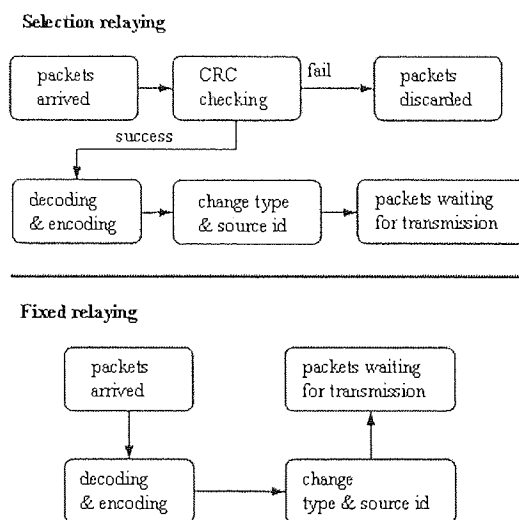 Selection relaying
packets
arrived
CRC
checking
fail
packets
discarded
success
decoding
& encoding
change type
& source id
packets waiting
for transmission
Fixed relaying
packets
arrived
packets waiting
for transmission
decoding
& encoding
change
type & source id